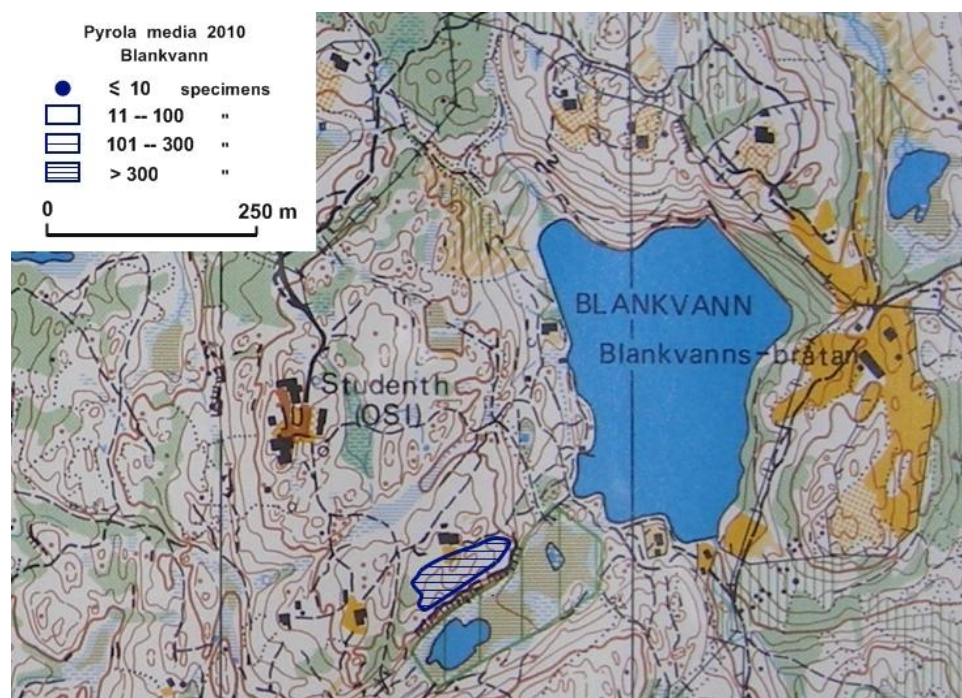 Pyrola media 2010
Blankvann
≤ 10 specimens
11 -- 100 "
101 -- 300 "
> 300 "
0 250 m
BLANKVANN
Blankvanns-bråtan
Studenth
(OSI)